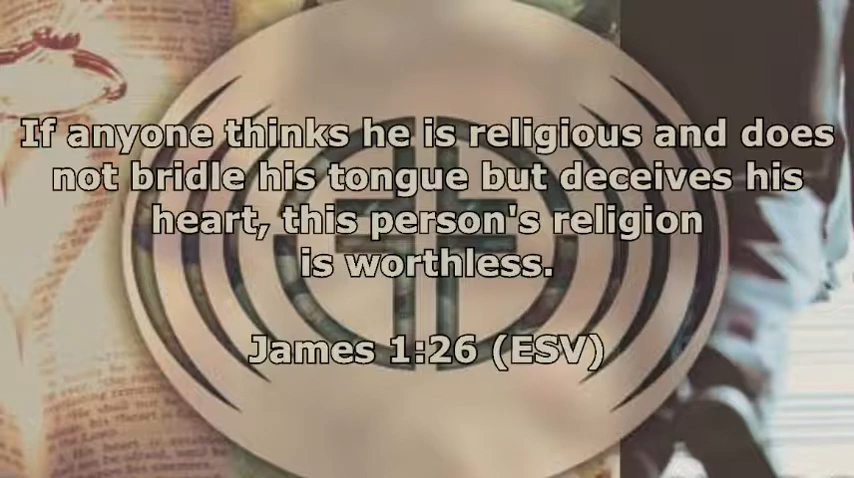 If anyone thinks he is religious and does
not bridle his tongue but deceives his
heart, this person's religion
is worthless.
James 1:26 (ESV)